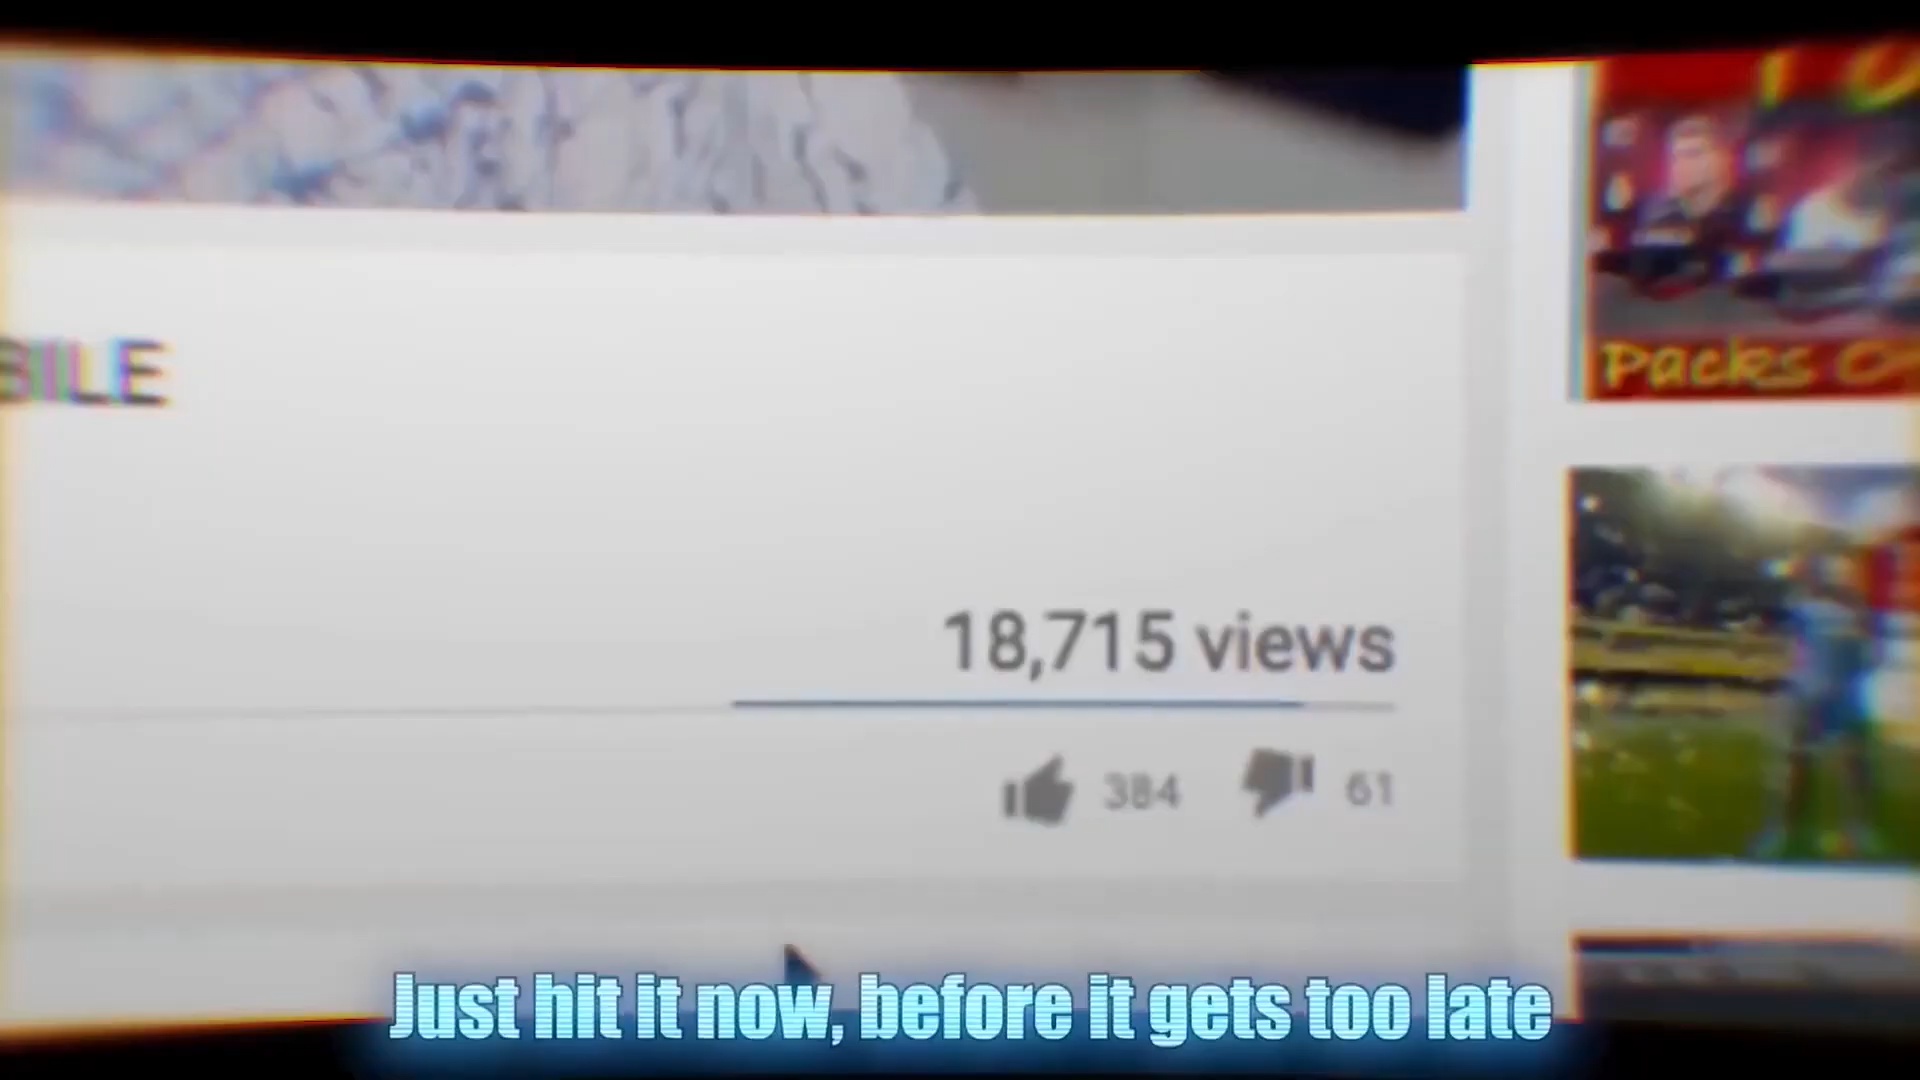 BILE
Packs
18,715 views
384 61
Just hit it now, before it gets too late